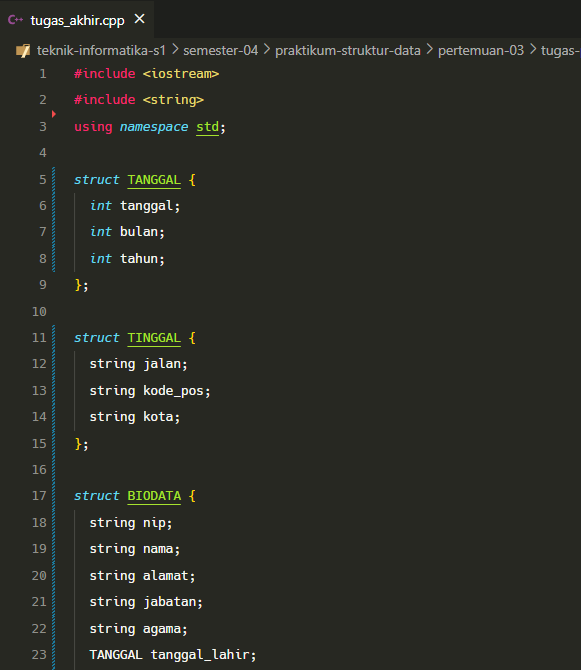 C++ tugas_akhir.cpp ×
teknik-informatika-s1 > semester-04 > praktikum-struktur-data > pertemuan-03 > tugas-
1 #include <iostream>
2 #include <string>
3 using namespace std;
4
5 struct TANGGAL {
6 int tanggal;
7 int bulan;
8 int tahun;
9 };
10
11 struct TINGGAL {
12 string jalan;
13 string kode_pos;
14 string kota;
15 };
16
17 struct BIODATA {
18 string nip;
19 string nama;
20 string alamat;
21 string jabatan;
22 string agama;
23 TANGGAL tanggal_lahir;